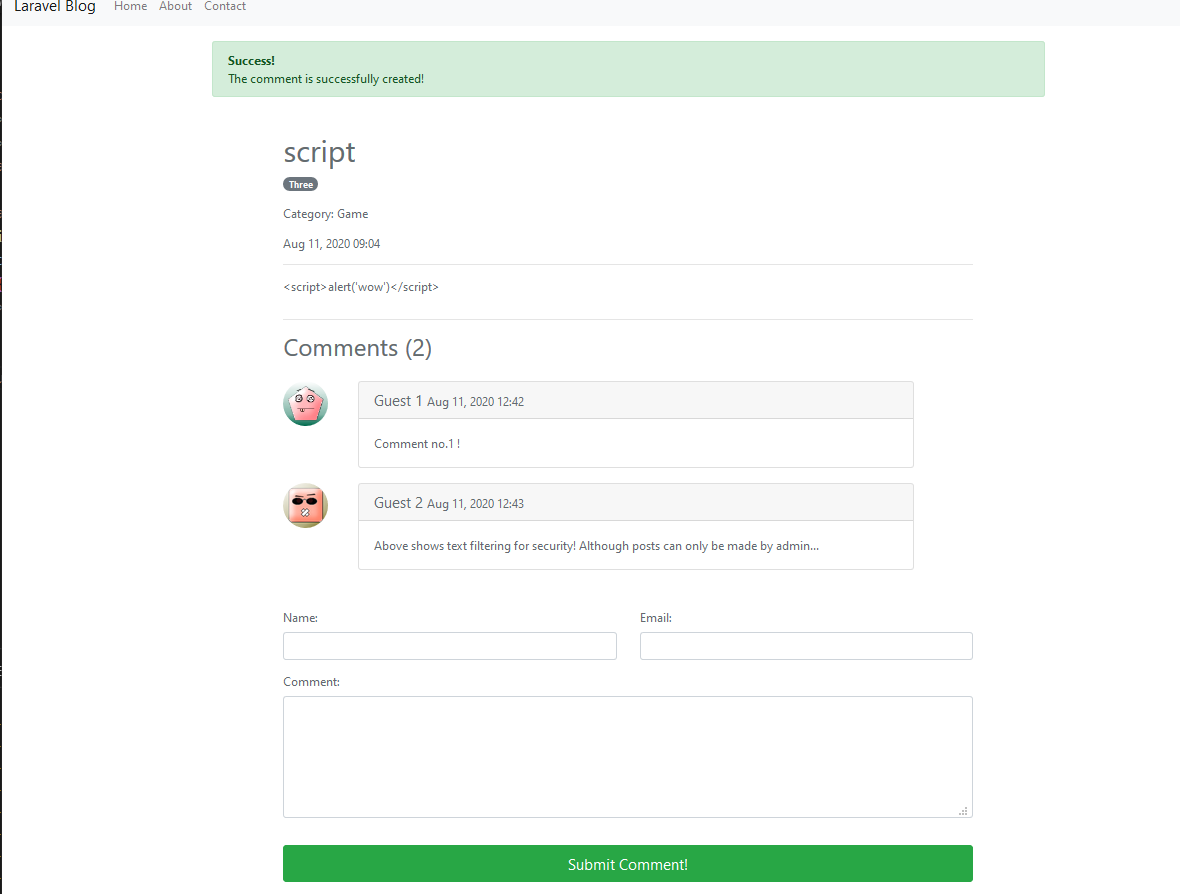 Laravel Blog Home About Contact
Success!
The comment is successfully created!
script
Three
Category: Game
Aug 11, 2020 09:04
<script>alert('wow')</script>
Comments (2)
Guest 1 Aug 11, 2020 12:42
Comment no.1 !
Guest 2 Aug 11, 2020 12:43
Above shows text filtering for security! Although posts can only be made by admin...
Name: Email:
Comment:
Submit Comment!